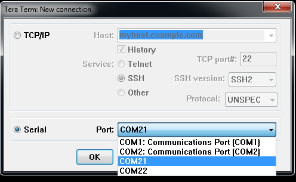 Tera Term: New connection
TCP/IP Host: myhost.example.com
History
TCP port#: 22
Service: Telnet
SSH SSH version: SSH2
Other
Protocol: UNSPEC
Serial Port: COM21
COM1: Communications Port (COM1)
COM2: Communications Port (COM2)
OK COM21
COM22